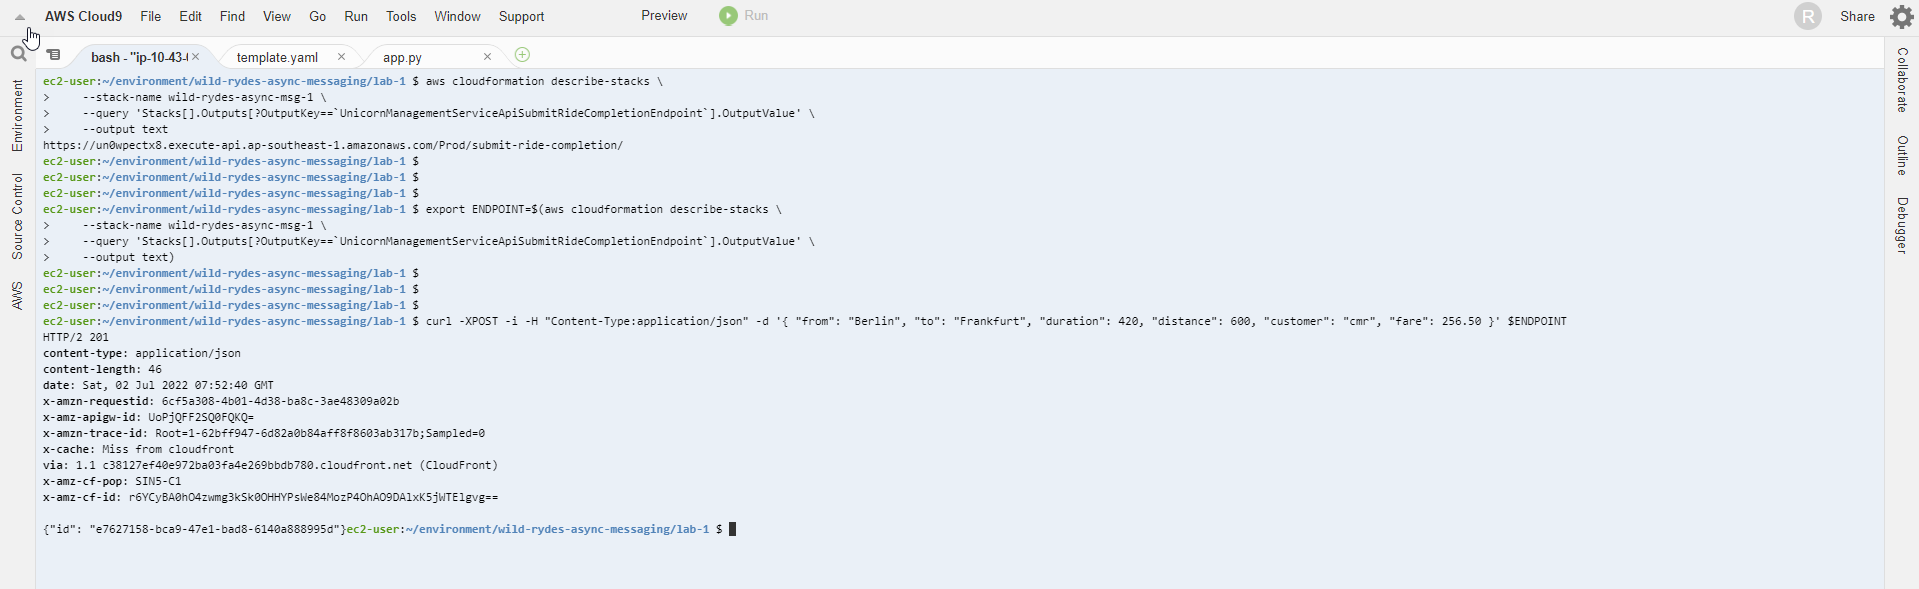 AWS Cloud9 File Edit Find View Go Run Tools Window Support Preview Run R Share
bash - "ip-10-43-( × template.yaml × app.py ×
Environment
Source Control
AWS
ec2-user:~/environment/wild-rydes-async-messaging/lab-1 $ aws cloudformation describe-stacks \
> --stack-name wild-rydes-async-msg-1 \
> --query 'Stacks[].Outputs[?OutputKey==`UnicornManagementServiceApiSubmitRideCompletionEndpoint`].OutputValue' \
> --output text
https://un0wpectx8.execute-api.ap-southeast-1.amazonaws.com/Prod/submit-ride-completion/
ec2-user:~/environment/wild-rydes-async-messaging/lab-1 $
ec2-user:~/environment/wild-rydes-async-messaging/lab-1 $
ec2-user:~/environment/wild-rydes-async-messaging/lab-1 $
ec2-user:~/environment/wild-rydes-async-messaging/lab-1 $ export ENDPOINT=$(aws cloudformation describe-stacks \
> --stack-name wild-rydes-async-msg-1 \
> --query 'Stacks[].Outputs[?OutputKey==`UnicornManagementServiceApiSubmitRideCompletionEndpoint`].OutputValue' \
> --output text)
ec2-user:~/environment/wild-rydes-async-messaging/lab-1 $
ec2-user:~/environment/wild-rydes-async-messaging/lab-1 $
ec2-user:~/environment/wild-rydes-async-messaging/lab-1 $
ec2-user:~/environment/wild-rydes-async-messaging/lab-1 $ curl -XPOST -i -H "Content-Type:application/json" -d '{ "from": "Berlin", "to": "Frankfurt", "duration": 420, "distance": 600, "customer": "cmr", "fare": 256.50 }' $ENDPOINT
HTTP/2 201
content-type: application/json
content-length: 46
date: Sat, 02 Jul 2022 07:52:40 GMT
x-amzn-requestid: 6cf5a308-4b01-4d38-ba8c-3ae48309a02b
x-amz-apigw-id: UoPjQFF2SQ0FQKQ=
x-amzn-trace-id: Root=1-62bff947-6d82a0b84aff8f8603ab317b;Sampled=0
x-cache: Miss from cloudfront
via: 1.1 c38127ef40e972ba03fa4e269bbdb780.cloudfront.net (CloudFront)
x-amz-cf-pop: SIN5-C1
x-amz-cf-id: r6YCyBA0hO4zwmg3kSk0OHHYPsWe84MozP4OhAO9DAlxK5jWTElgvg==
{"id": "e7627158-bca9-47e1-bad8-6140a888995d"}ec2-user:~/environment/wild-rydes-async-messaging/lab-1 $
Collaborate
Outline
Debugger